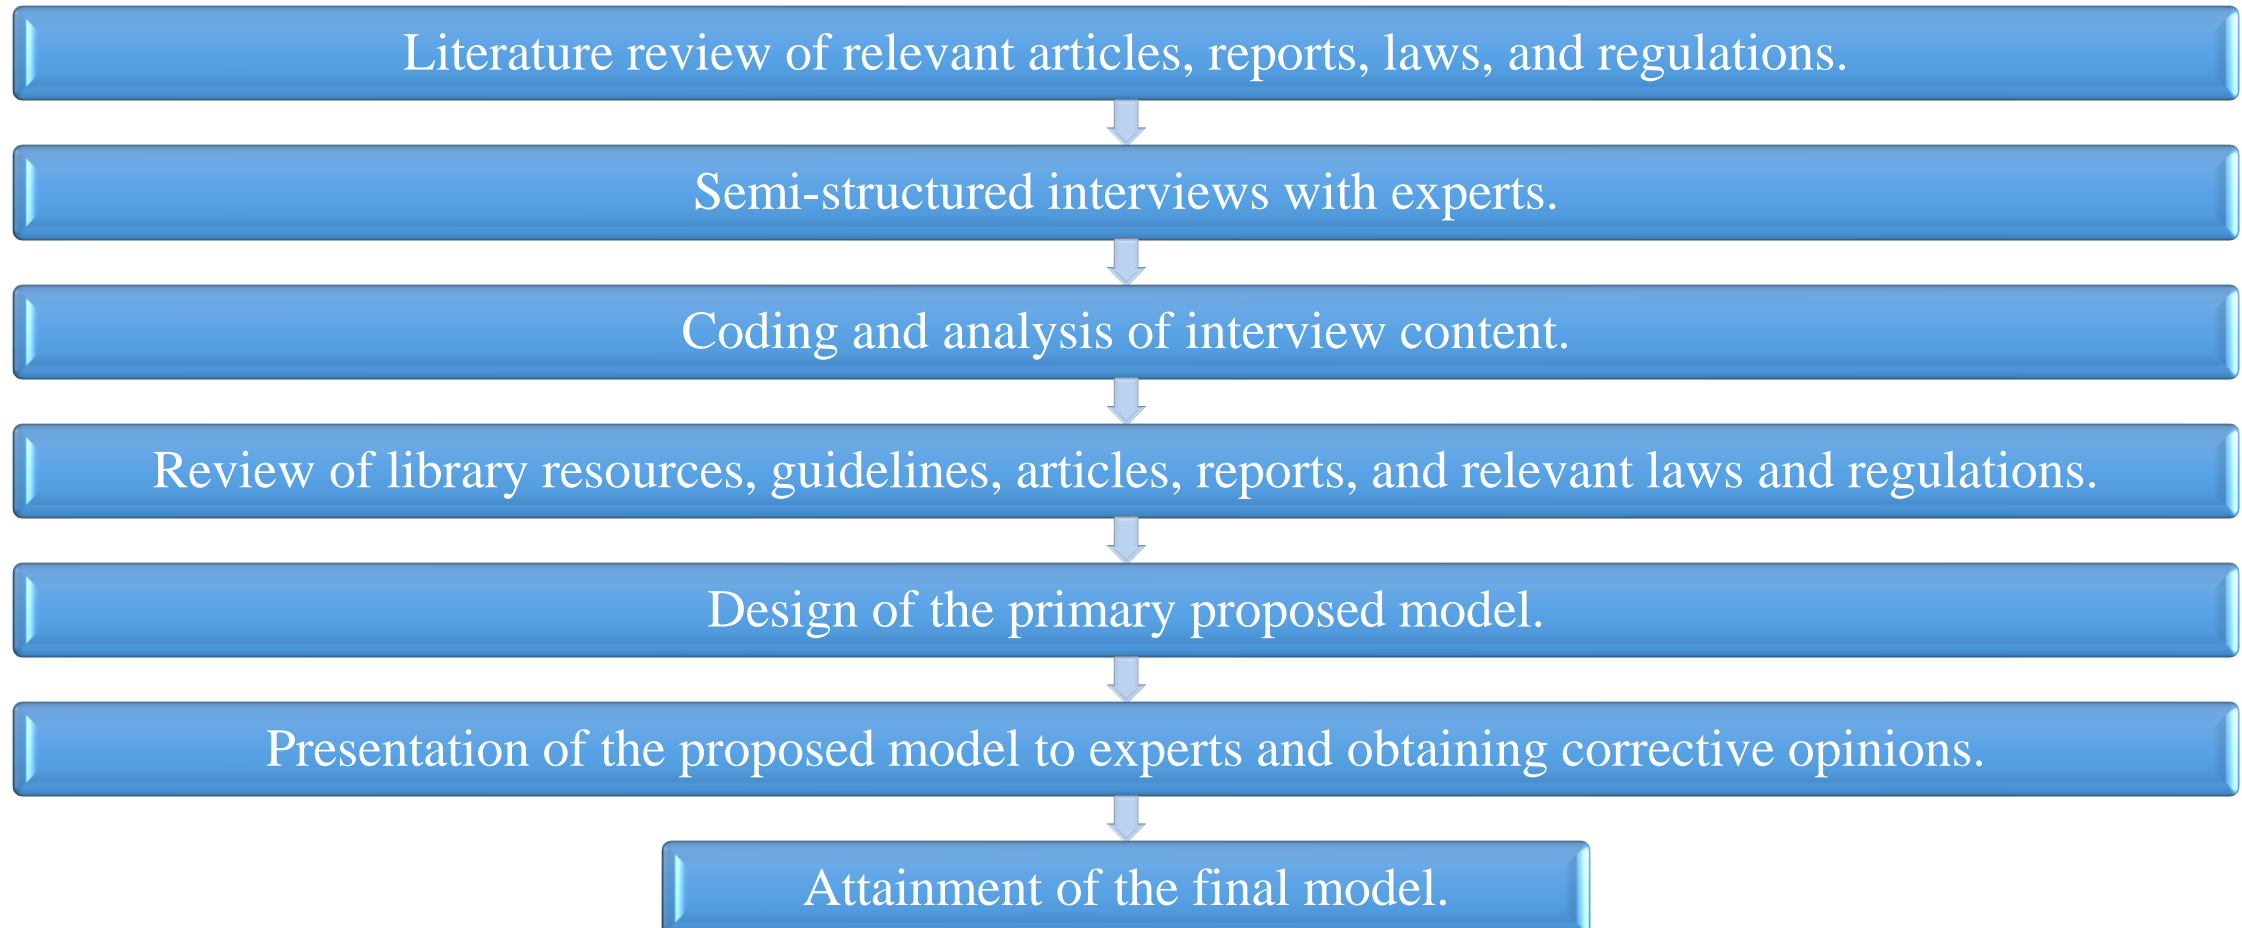 Literature review of relevant articles, reports, laws, and regulations.
Semi-structured interviews with experts.
Coding and analysis of interview content.
Review of library resources, guidelines, articles, reports, and relevant laws and regulations.
Design of the primary proposed model.
Presentation of the proposed model to experts and obtaining corrective opinions.
Attainment of the final model.